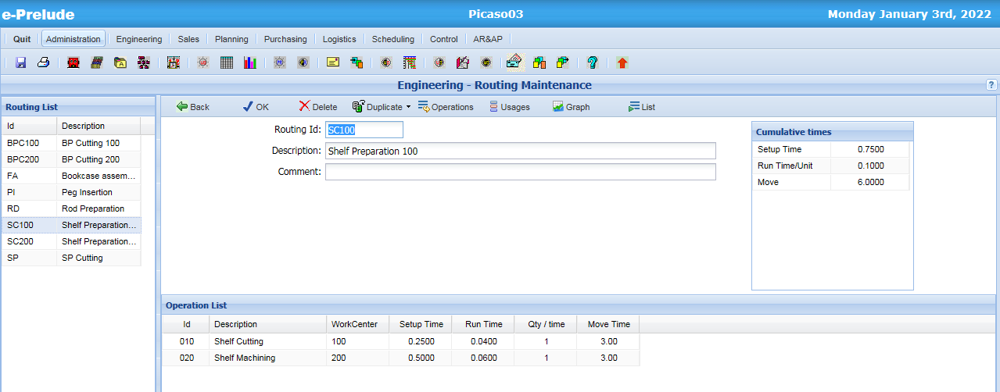 e-Prelude Picaso03 Monday January 3rd, 2022
Quit Administration Engineering Sales Planning Purchasing Logistics Scheduling Control AR&AP
Engineering - Routing Maintenance ?
Routing List
Id Description
BPC100 BP Cutting 100
BPC200 BP Cutting 200
FA Bookcase assem...
PI Peg Insertion
RD Rod Preparation
SC100 Shelf Preparation...
SC200 Shelf Preparation...
SP SP Cutting
Back OK Delete Duplicate Operations Usages Graph List
Routing Id: SC100
Description: Shelf Preparation 100
Comment:
Cumulative times
Setup Time 0.7500
Run Time/Unit 0.1000
Move 6.0000
Operation List
Id Description WorkCenter Setup Time Run Time Qty / time Move Time
010 Shelf Cutting 100 0.2500 0.0400 1 3.00
020 Shelf Machining 200 0.5000 0.0600 1 3.00